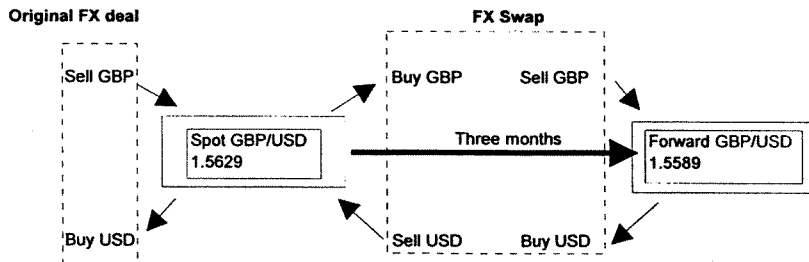 Original FX deal
FX Swap
Sell GBP
Buy GBP
Sell GBP
Spot GBP/USD
1.5629
Three months
Forward GBP/USD
1.5589
Buy USD
Sell USD
Buy USD